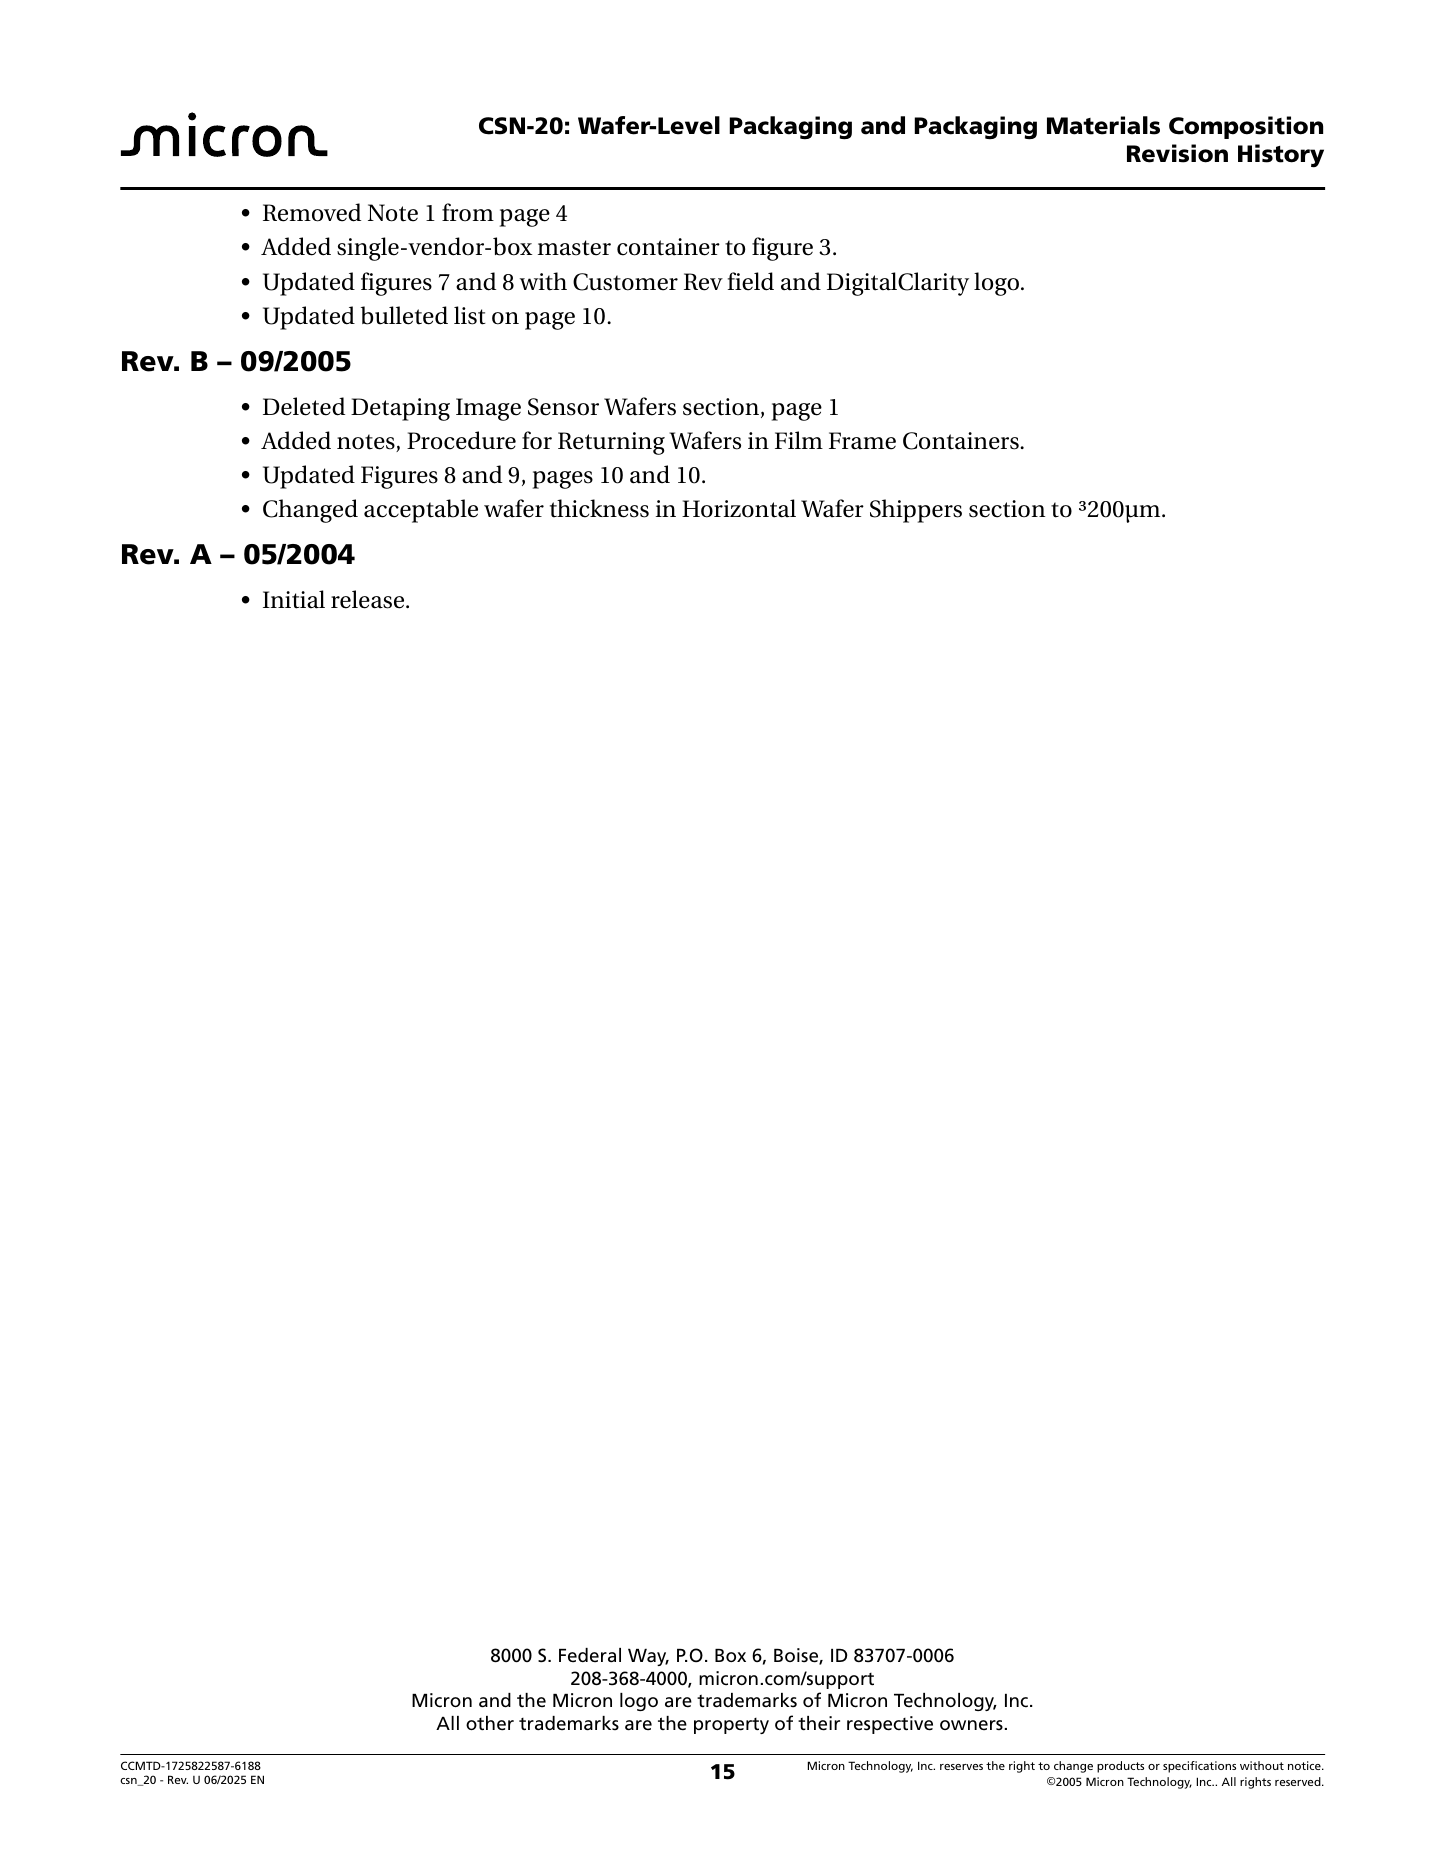 micron
CSN-20: Wafer-Level Packaging and Packaging Materials Composition
Revision History
• Removed Note 1 from page 4
• Added single-vendor-box master container to figure 3.
• Updated figures 7 and 8 with Customer Rev field and DigitalClarity logo.
• Updated bulleted list on page 10.
Rev. B – 09/2005
• Deleted Detaping Image Sensor Wafers section, page 1
• Added notes, Procedure for Returning Wafers in Film Frame Containers.
• Updated Figures 8 and 9, pages 10 and 10.
• Changed acceptable wafer thickness in Horizontal Wafer Shippers section to ³200µm.
Rev. A – 05/2004
• Initial release.
8000 S. Federal Way, P.O. Box 6, Boise, ID 83707-0006
208-368-4000, micron.com/support
Micron and the Micron logo are trademarks of Micron Technology, Inc.
All other trademarks are the property of their respective owners.
CCMTD-1725822587-6188
csn_20 - Rev. U 06/2025 EN
15
Micron Technology, Inc. reserves the right to change products or specifications without notice.
©2005 Micron Technology, Inc.. All rights reserved.